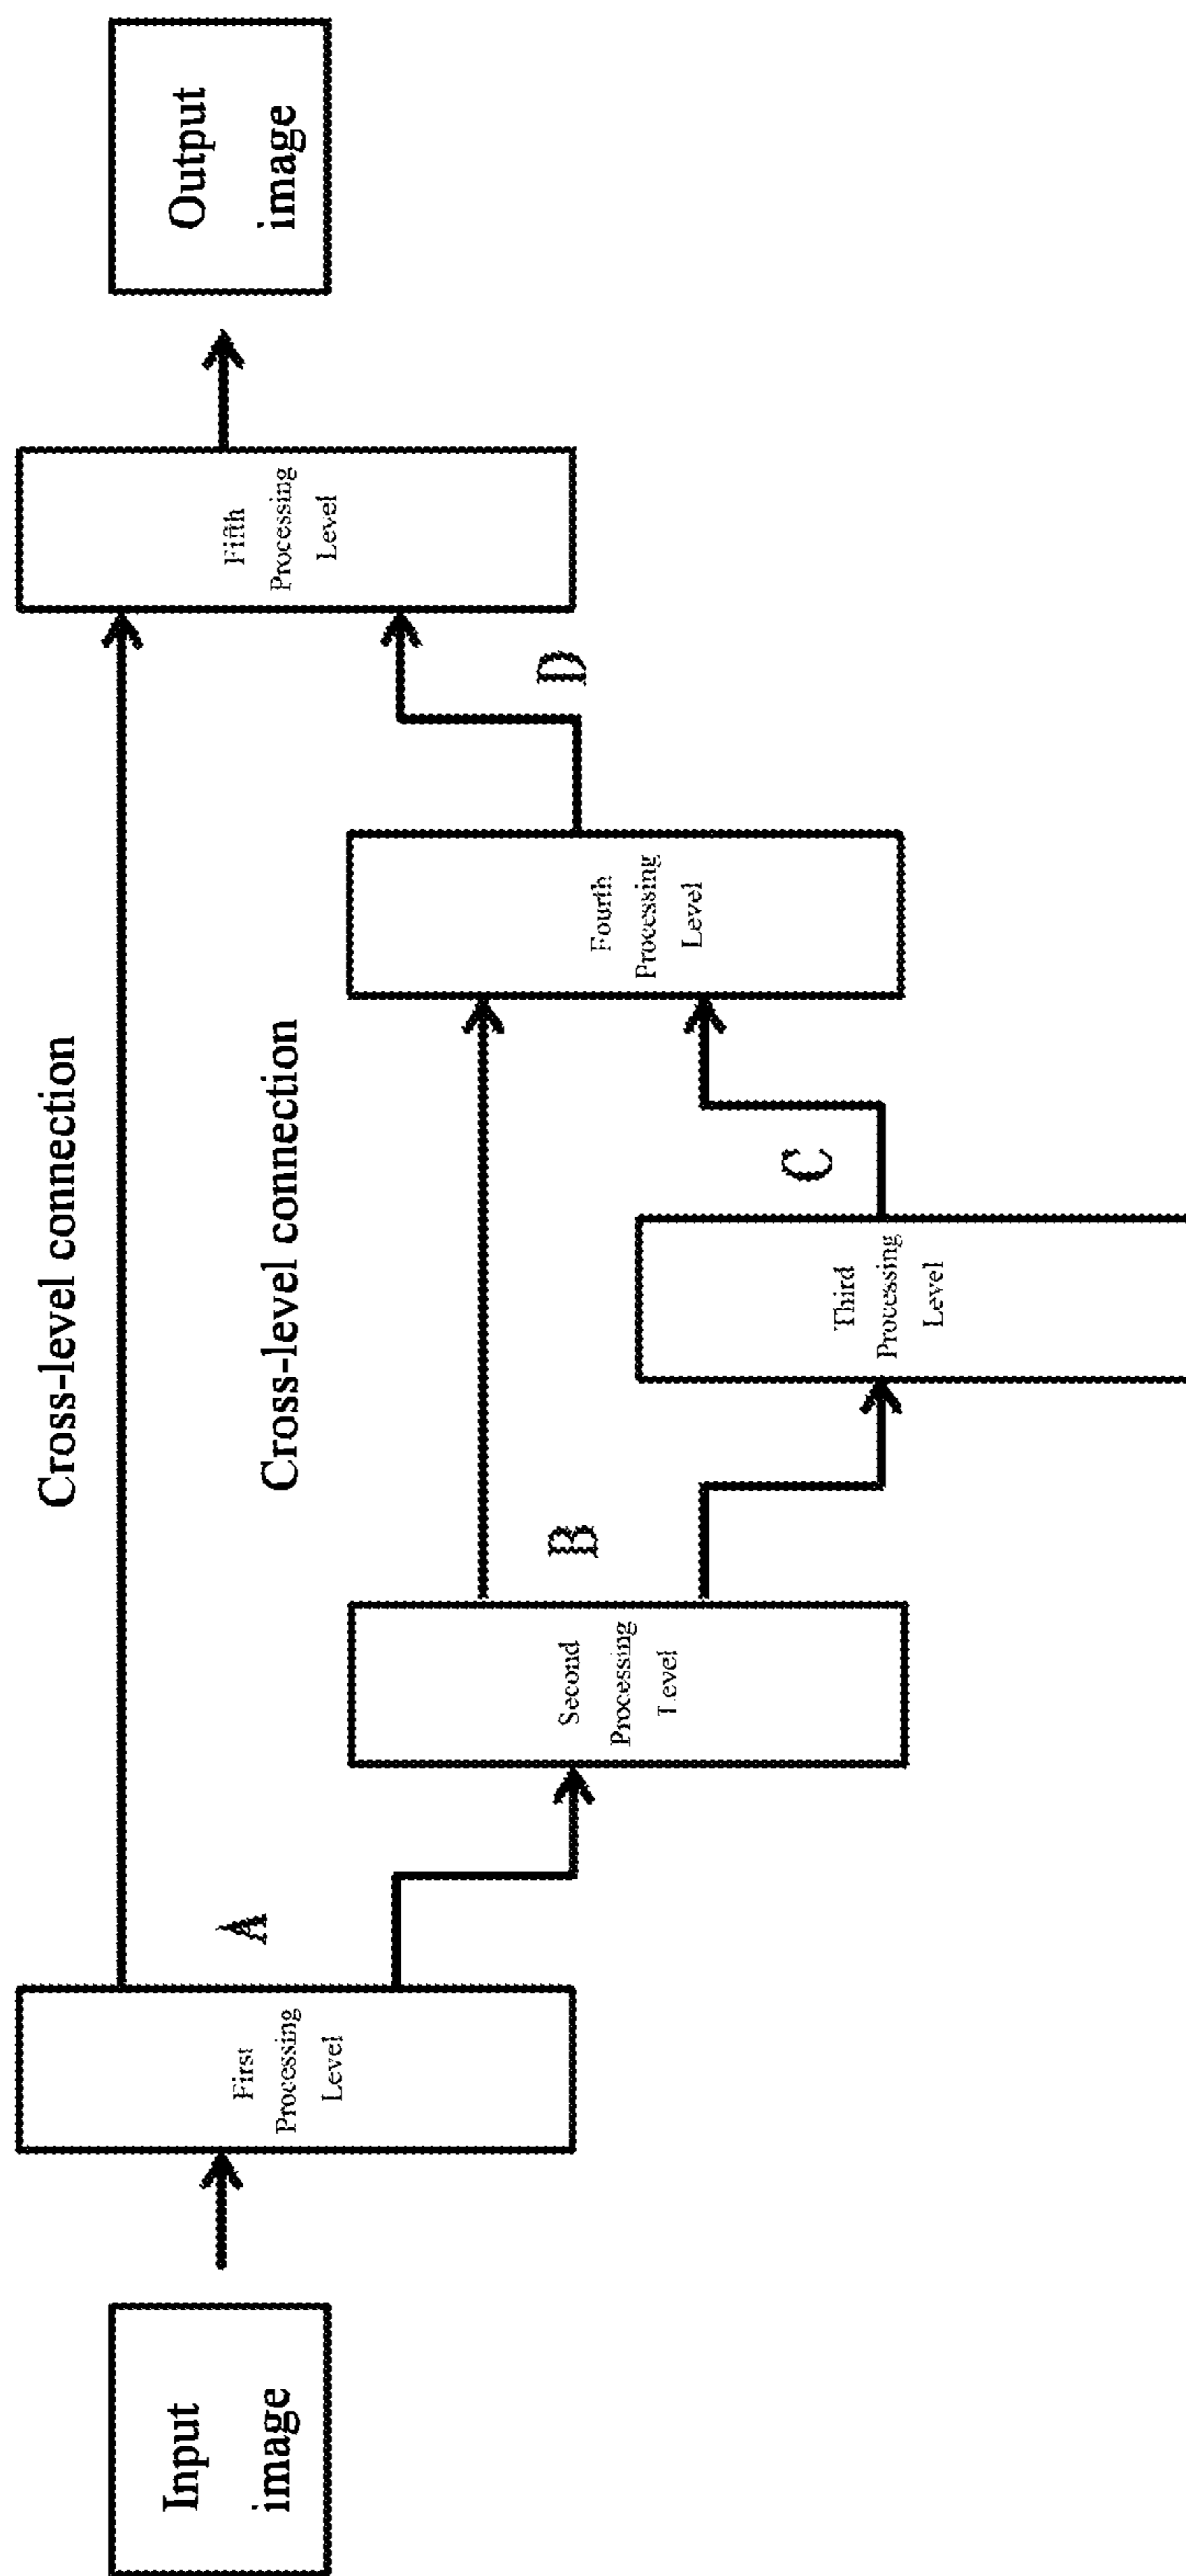 Input
image
First
Processing
Level
A
Second
Processing
Level
B
Cross-level connection
Cross-level connection
Third
Processing
Level
C
Fourth
Processing
Level
D
Fifth
Processing
Level
Output
image